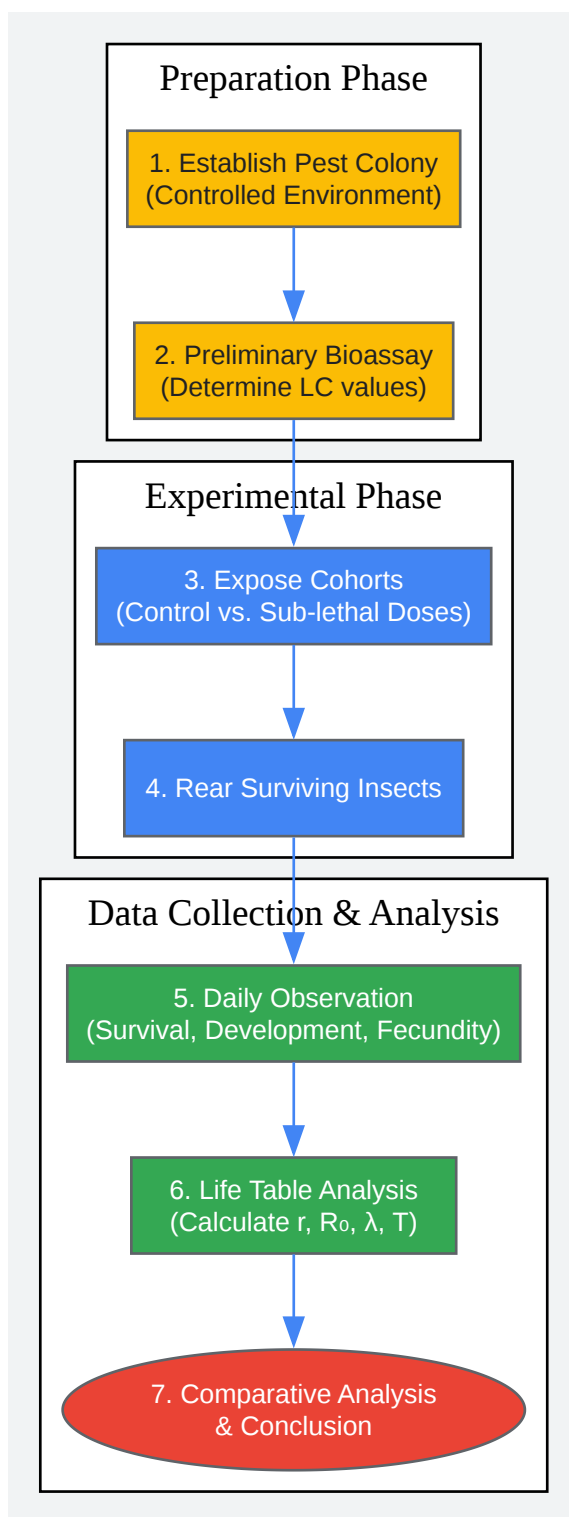 Preparation Phase
1. Establish Pest Colony
(Controlled Environment)
2. Preliminary Bioassay
(Determine LC values)
Experimental Phase
3. Expose Cohorts
(Control vs. Sub-lethal Doses)
4. Rear Surviving Insects
Data Collection & Analysis
5. Daily Observation
(Survival, Development, Fecundity)
6. Life Table Analysis
(Calculate r, R₀, λ, T)
7. Comparative Analysis
& Conclusion